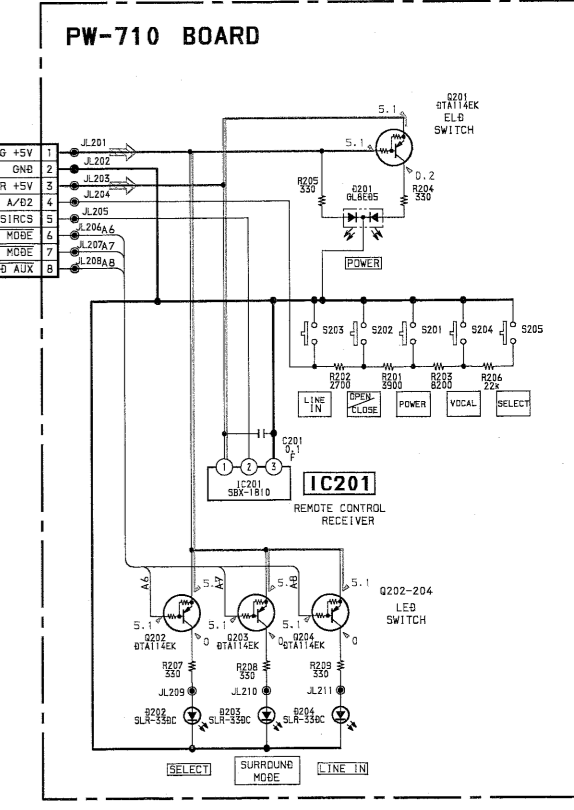 PW-710 BOARD
Q201
DTA114EK
ELD
SWITCH
5.1
5.1
0.2
G +5V 1 JL201
GND 2 JL202
R +5V 3 JL203
A/D2 4 JL204
SIRCS 5 JL205
MODE 6 JL206 A6
MODE 7 JL207 A7
D AUX 8 JL208 A8
R205
330
D201
GL8ED5
R204
330
POWER
S203 S202 S201 S204 S205
R202
2700
R201
3900
R203
8200
R206
22k
LINE
IN
OPEN
CLOSE
POWER
VOCAL
SELECT
C201
0.1
F
1 2 3
IC201
SBX-1810
IC201
REMOTE CONTROL
RECEIVER
A6 5. A7 5. A8 5.1
Q202-204
LED
SWITCH
5.1 5.1 5.1
0 0 0
Q202
DTA114EK
Q203
DTA114EK
Q204
DTA114EK
R207
330
R208
330
R209
330
JL209 JL210 JL211
D202
SLR-33DC
D203
SLR-33DC
D204
SLR-33DC
SELECT
SURROUND
MODE
LINE IN